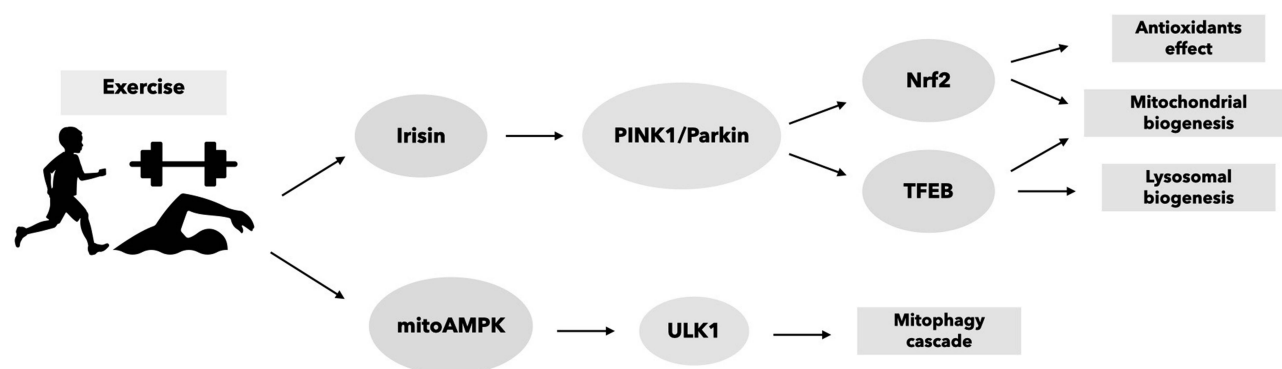 Exercise
Irisin
PINK1/Parkin
Nrf2
TFEB
Antioxidants
effect
Mitochondrial
biogenesis
Lysosomal
biogenesis
mitoAMPK
ULK1
Mitophagy
cascade